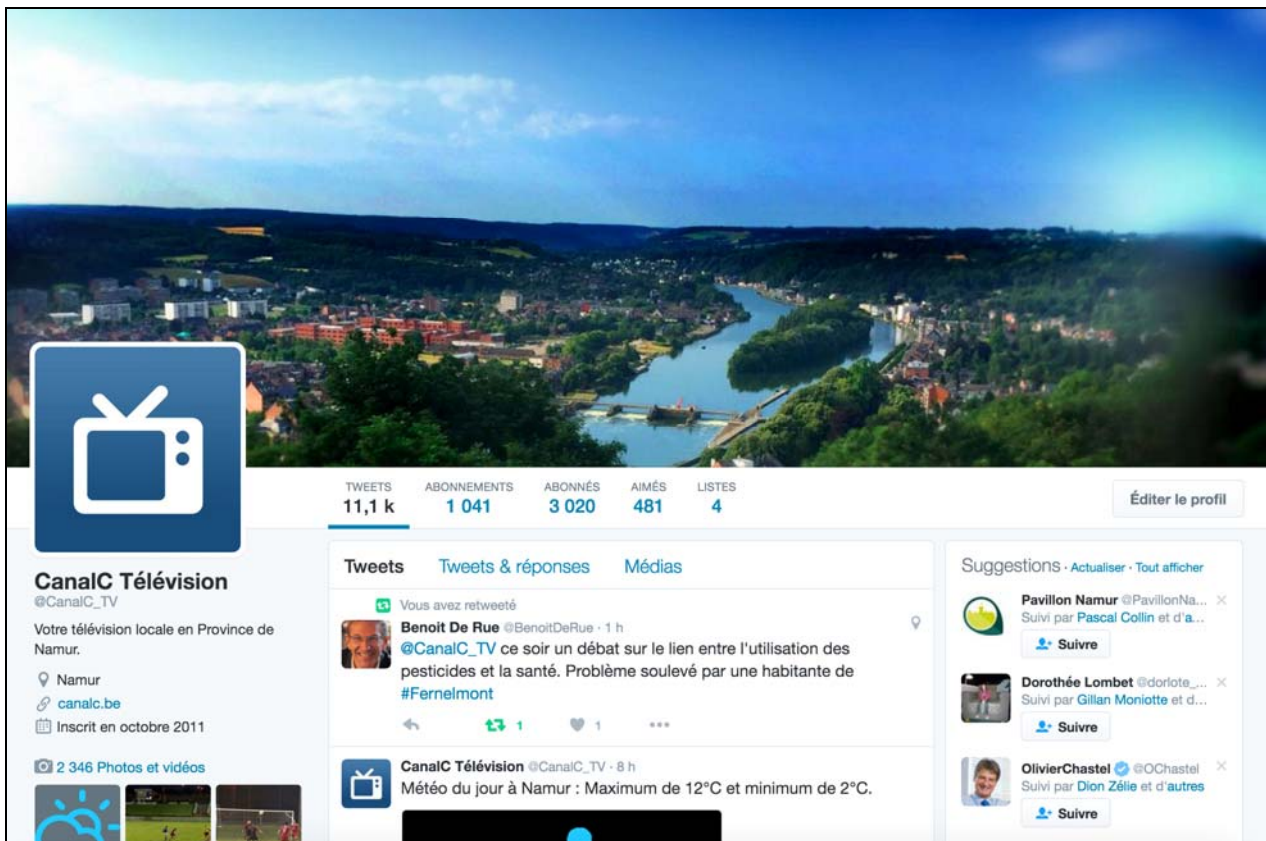 TWEETS
11,1 k
ABONNEMENTS
1 041
ABONNÉS
3 020
AIMÉS
481
LISTES
4
Éditer le profil
CanalC Télévision
@CanalC_TV
Votre télévision locale en Province de
Namur.
Namur
canalc.be
Inscrit en octobre 2011
2 346 Photos et vidéos
Tweets Tweets & réponses Médias
Vous avez retweeté
Benoit De Rue @BenoitDeRue · 1 h
@CanalC_TV ce soir un débat sur le lien entre l'utilisation des
pesticides et la santé. Problème soulevé par une habitante de
#Fernelmont
1 1
CanalC Télévision @CanalC_TV · 8 h
Météo du jour à Namur : Maximum de 12°C et minimum de 2°C.
Suggestions · Actualiser · Tout afficher
Pavillon Namur @PavillonNa...
Suivi par Pascal Collin et d'a...
Suivre
Dorothée Lombet @dorlote_...
Suivi par Gillan Moniotte et d...
Suivre
OlivierChastel @OChastel
Suivi par Dion Zélie et d'autres
Suivre